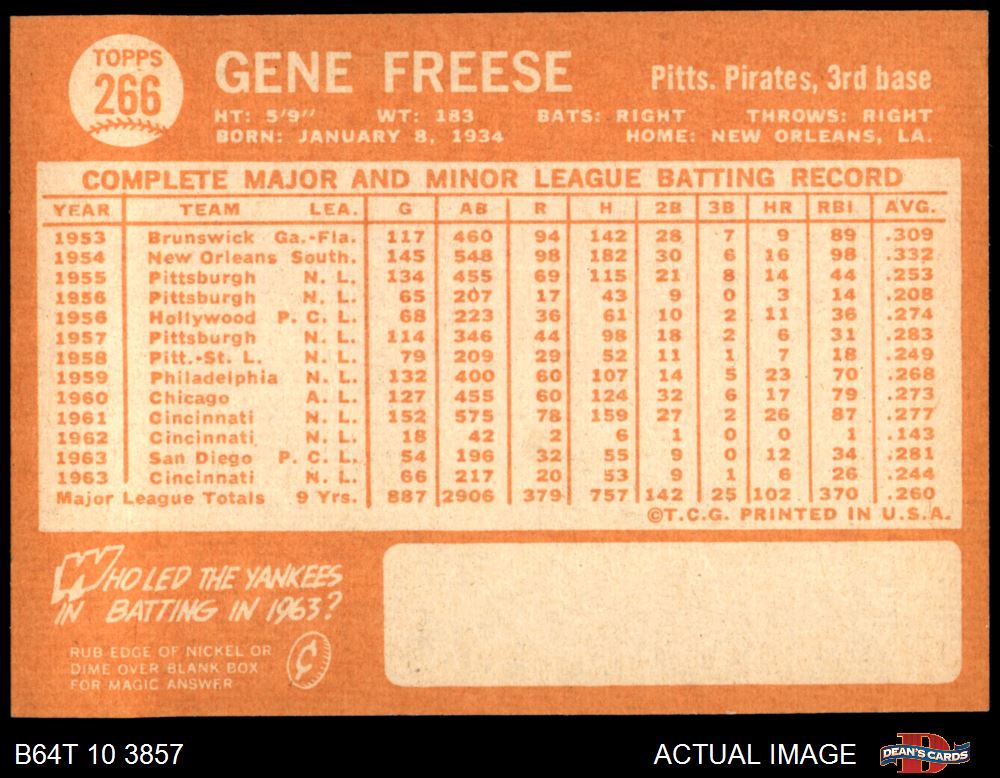 TOPPS
266
GENE FREESE
Pitts. Pirates, 3rd base
HT: 5'9" WT: 183 BATS: RIGHT THROWS: RIGHT
BORN: JANUARY 8, 1934 HOME: NEW ORLEANS, LA.
COMPLETE MAJOR AND MINOR LEAGUE BATTING RECORD
YEAR TEAM LEA. G AB R H 2B 3B HR RBI AVG.
1953 Brunswick Ga.-Fla. 117 460 94 142 28 7 9 89 .309
1954 New Orleans South. 145 548 98 182 30 6 16 98 .332
1955 Pittsburgh N. L. 134 455 69 115 21 8 14 44 .253
1956 Pittsburgh N. L. 65 207 17 43 9 0 3 14 .208
1956 Hollywood P. C. L. 68 223 36 61 10 2 11 36 .274
1957 Pittsburgh N. L. 114 346 44 98 18 2 6 31 .283
1958 Pitt.-St. L. N. L. 79 209 29 52 11 1 7 18 .249
1959 Philadelphia N. L. 132 400 60 107 14 5 23 70 .268
1960 Chicago A. L. 127 455 60 124 32 6 17 79 .273
1961 Cincinnati N. L. 152 575 78 159 27 2 26 87 .277
1962 Cincinnati N. L. 18 42 2 6 1 0 0 1 .143
1963 San Diego P. C. L. 54 196 32 55 9 0 12 34 .281
1963 Cincinnati N. L. 66 217 20 53 9 1 6 26 .244
Major League Totals 9 Yrs. 887 2906 379 757 142 25 102 370 .260
©T.C.G. PRINTED IN U.S.A.
WHO LED THE YANKEES
IN BATTING IN 1963?
RUB EDGE OF NICKEL OR
DIME OVER BLANK BOX
FOR MAGIC ANSWER
¢
B64T 10 3857
ACTUAL IMAGE
D
DEAN'S CARDS